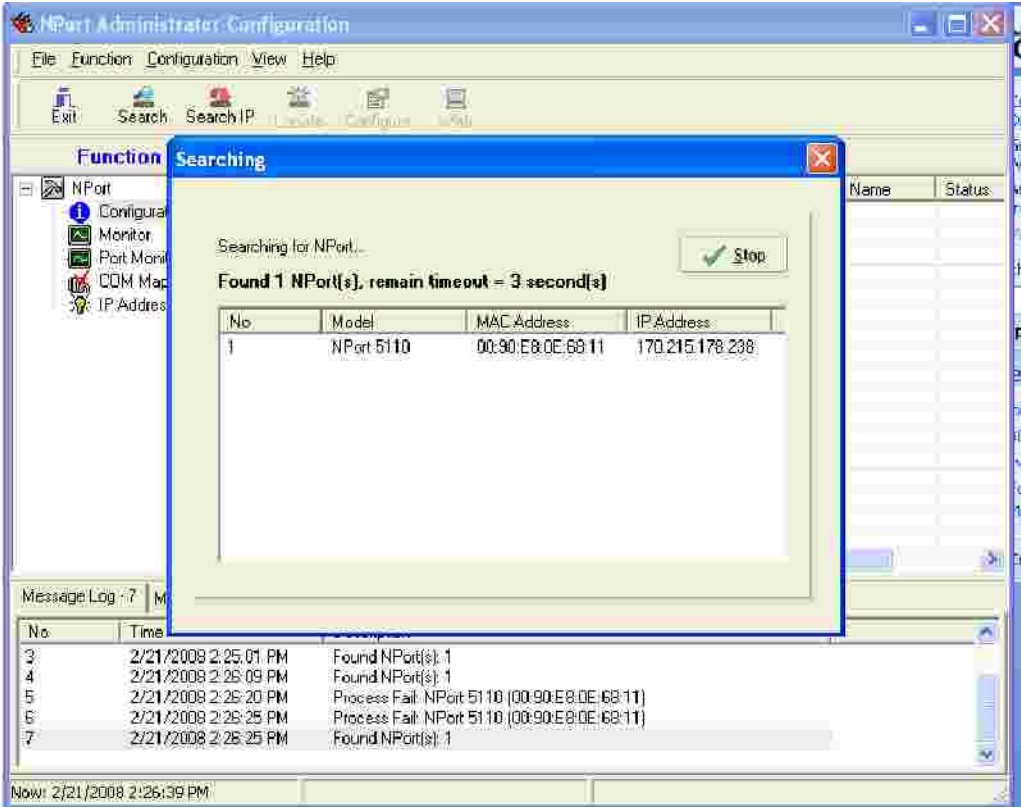 NPort Administrator-Configuration
File Function Configuration View Help
Exit Search Search IP Locate Configure Web
Function
Searching
NPort
Name Status
Configurat
Monitor
Port Moni
COM Map
IP Addres
Searching for NPort...
Stop
Found 1 NPort(s), remain timeout = 3 second(s)
No Model MAC Address IP Address
1 NPort 5110 00:90:E8:0E:68:11 170.215.178.238
Message Log - 7 M
No Time Description
3 2/21/2008 2:25:01 PM Found NPort(s): 1
4 2/21/2008 2:26:09 PM Found NPort(s): 1
5 2/21/2008 2:26:20 PM Process Fail: NPort 5110 (00:90:E8:0E:68:11)
6 2/21/2008 2:26:25 PM Process Fail: NPort 5110 (00:90:E8:0E:68:11)
7 2/21/2008 2:26:25 PM Found NPort(s): 1
Now: 2/21/2008 2:26:39 PM